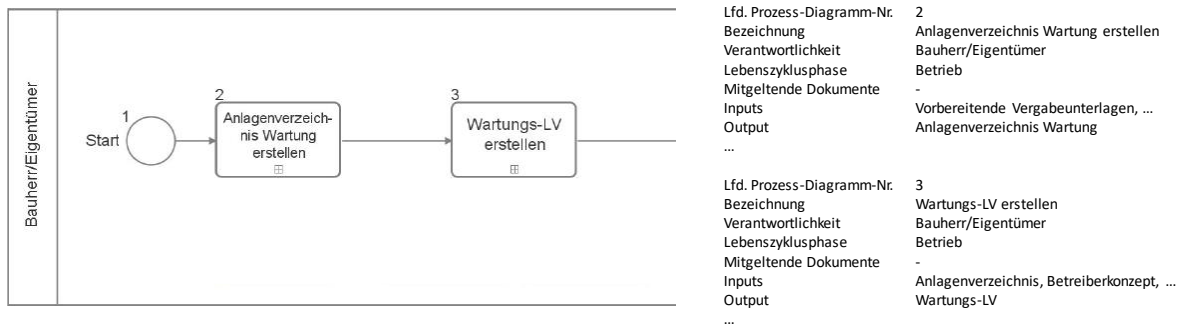 Bauherr/Eigentümer
1
Start
2
Anlagenverzeich-
nis Wartung
erstellen
3
Wartungs-LV
erstellen
Lfd. Prozess-Diagramm-Nr. 2
Bezeichnung Anlagenverzeichnis Wartung erstellen
Verantwortlichkeit Bauherr/Eigentümer
Lebenszyklusphase Betrieb
Mitgeltende Dokumente -
Inputs Vorbereitende Vergabeunterlagen, ...
Output Anlagenverzeichnis Wartung
...
Lfd. Prozess-Diagramm-Nr. 3
Bezeichnung Wartungs-LV erstellen
Verantwortlichkeit Bauherr/Eigentümer
Lebenszyklusphase Betrieb
Mitgeltende Dokumente -
Inputs Anlagenverzeichnis, Betreiberkonzept, ...
Output Wartungs-LV
...